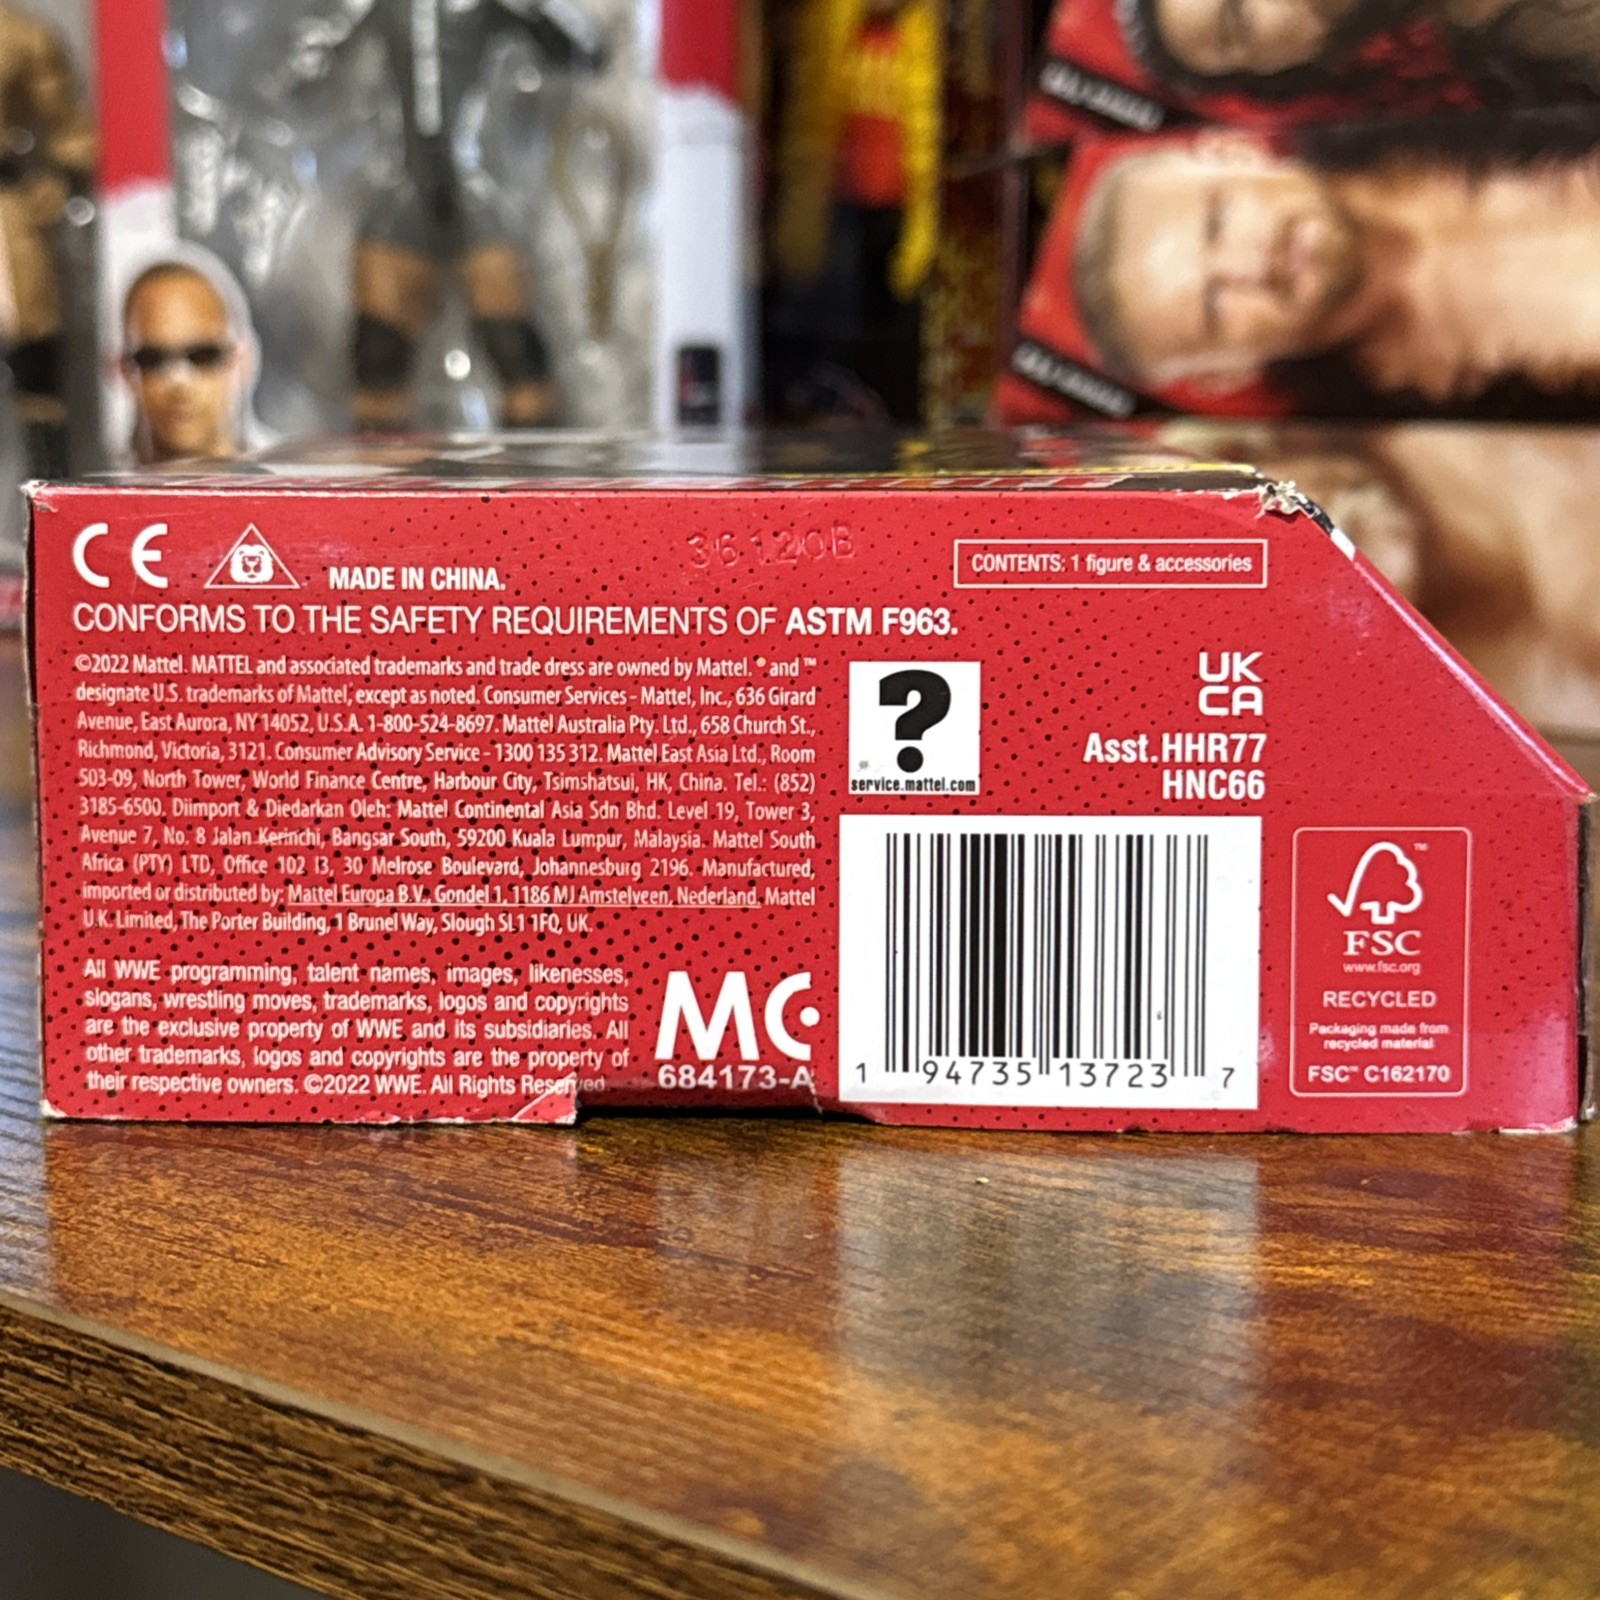 CE
MADE IN CHINA.
36120B
CONTENTS: 1 figure & accessories
CONFORMS TO THE SAFETY REQUIREMENTS OF ASTM F963.
©2022 Mattel. MATTEL and associated trademarks and trade dress are owned by Mattel. ® and ™
designate U.S. trademarks of Mattel, except as noted. Consumer Services - Mattel, Inc., 636 Girard
Avenue, East Aurora, NY 14052, U.S.A. 1-800-524-8697. Mattel Australia Pty. Ltd., 658 Church St.,
Richmond, Victoria, 3121. Consumer Advisory Service - 1300 135 312. Mattel East Asia Ltd., Room
503-09, North Tower, World Finance Centre, Harbour City, Tsimshatsui, HK, China. Tel.: (852)
3185-6500, Diimport & Diedarkan Oleh: Mattel Continental Asia Sdn Bhd. Level 19, Tower 3,
Avenue 7, No. 8 Jalan Kerinchi, Bangsar South, 59200 Kuala Lumpur, Malaysia. Mattel South
Africa (PTY) LTD, Office 102 I3, 30 Melrose Boulevard, Johannesburg 2196. Manufactured,
imported or distributed by: Mattel Europa B.V., Gondel 1, 1186 MJ Amstelveen, Nederland. Mattel
U.K. Limited, The Porter Building, 1 Brunel Way, Slough SL1 1FQ, UK.
All WWE programming, talent names, images, likenesses,
slogans, wrestling moves, trademarks, logos and copyrights
are the exclusive property of WWE and its subsidiaries. All
other trademarks, logos and copyrights are the property of
their respective owners. ©2022 WWE. All Rights Reserved.
MC
684173-A
?
service.mattel.com
UK
CA
Asst.HHR77
HNC66
1 94735 13723 7
FSC™
www.fsc.org
RECYCLED
Packaging made from
recycled material
FSC™ C162170